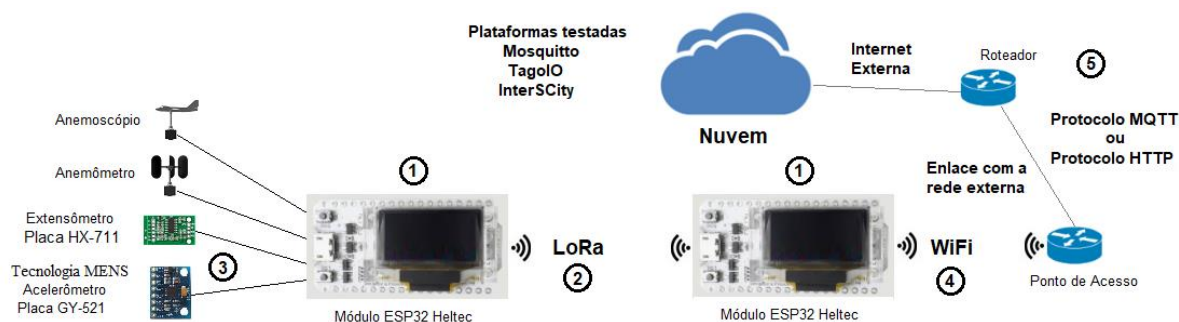 Plataformas testadas
Mosquitto
TagoIO
InterSCity
Nuvem
Internet
Externa
Roteador
5
Protocolo MQTT
ou
Protocolo HTTP
Enlace com a
rede externa
Anemoscópio
Anemômetro
Extensômetro
Placa HX-711
Tecnologia MENS
Acelerômetro
Placa GY-521
3
1
Módulo ESP32 Heltec
LoRa
2
1
Módulo ESP32 Heltec
WiFi
4
Ponto de Acesso